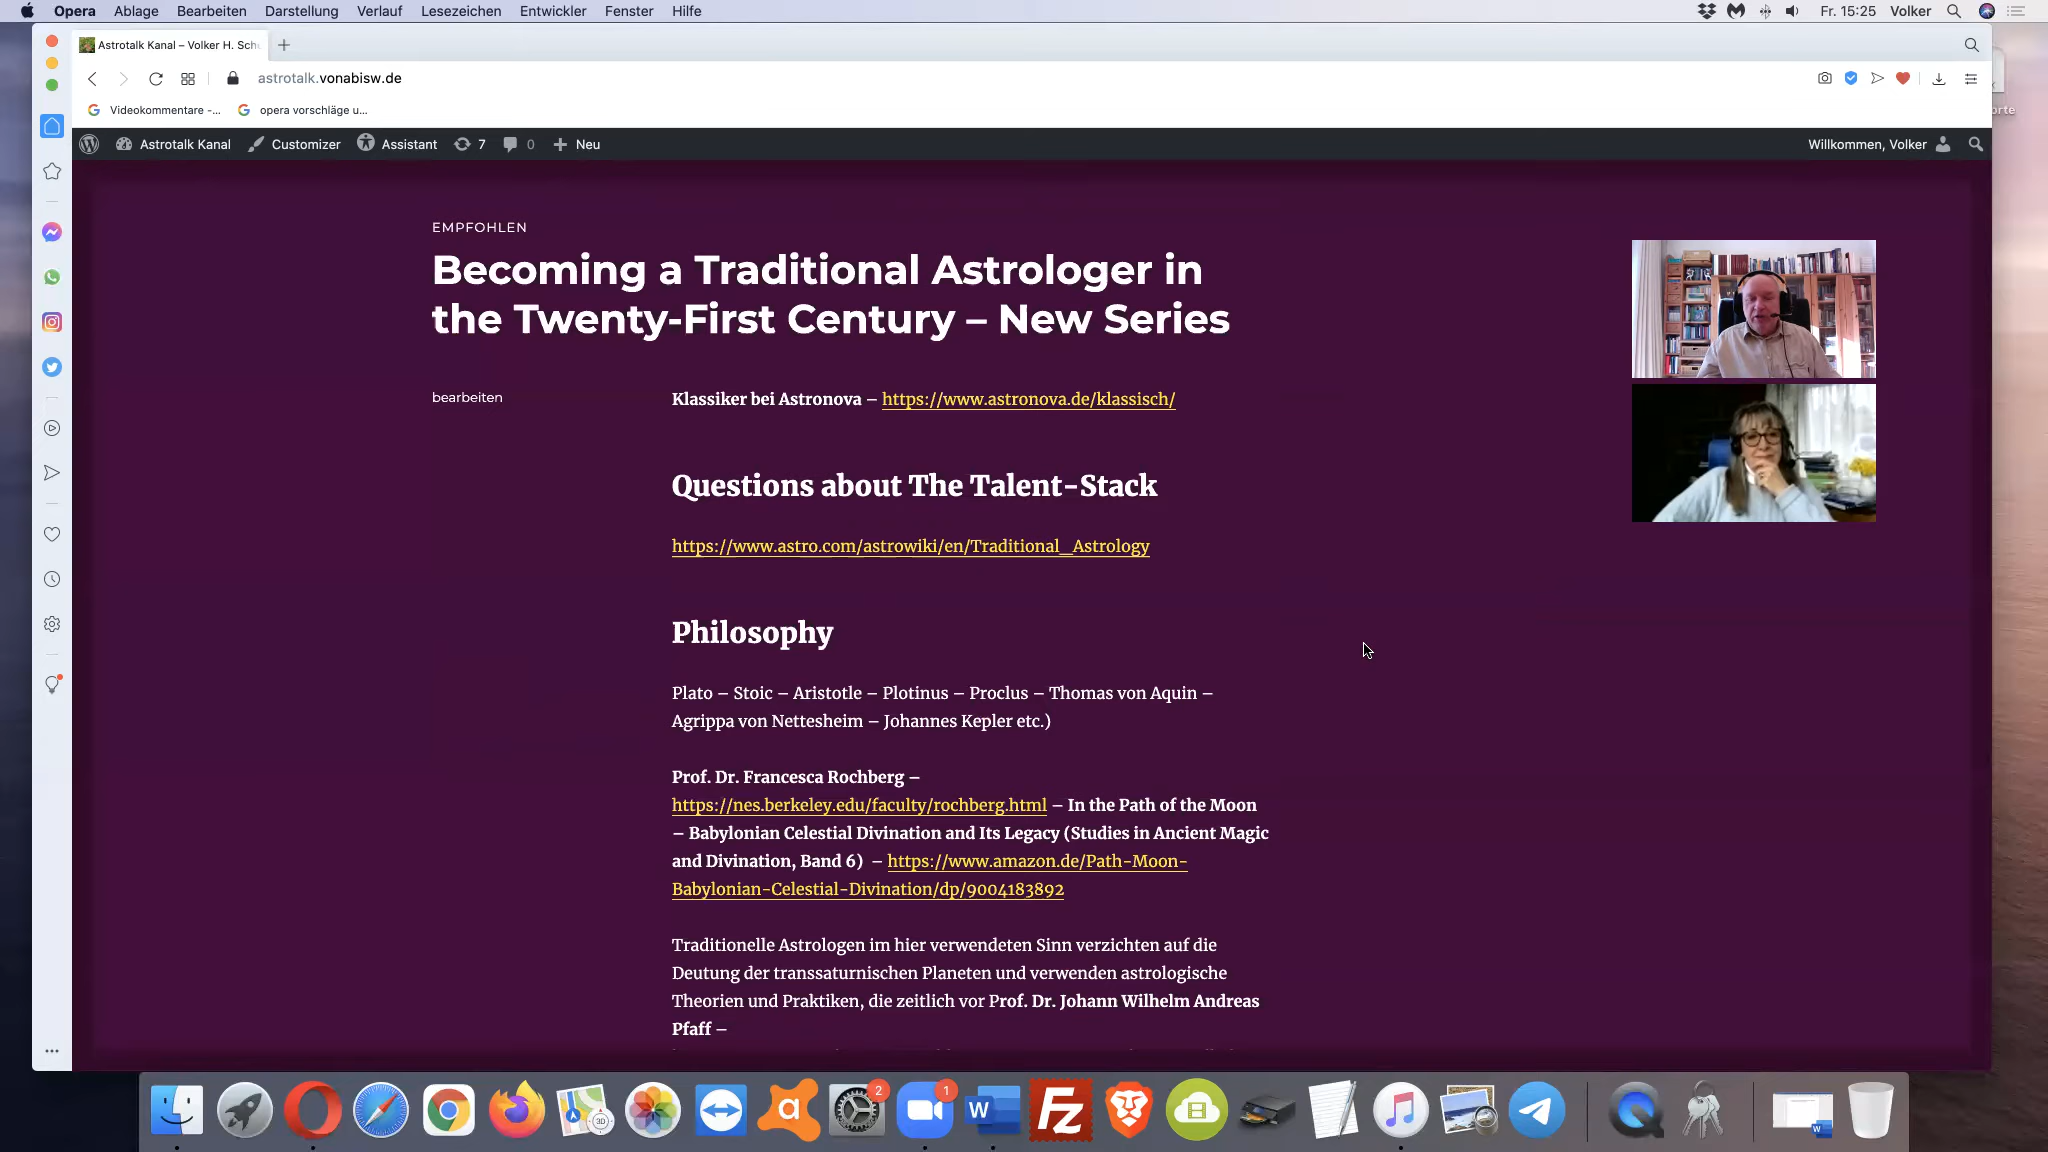 Opera Ablage Bearbeiten Darstellung Verlauf Lesezeichen Entwickler Fenster Hilfe
Fr. 15:25 Volker
Astrotalk Kanal – Volker H. Sch
astrotalk.vonabisw.de
Videokommentare -... opera vorschläge u...
Astrotalk Kanal Customizer Assistant 7 0 Neu
Willkommen, Volker
EMPFOHLEN
Becoming a Traditional Astrologer in
the Twenty-First Century – New Series
bearbeiten
Klassiker bei Astronova – https://www.astronova.de/klassisch/
Questions about The Talent-Stack
https://www.astro.com/astrowiki/en/Traditional_Astrology
Philosophy
Plato – Stoic – Aristotle – Plotinus – Proclus – Thomas von Aquin –
Agrippa von Nettesheim – Johannes Kepler etc.)
Prof. Dr. Francesca Rochberg –
https://nes.berkeley.edu/faculty/rochberg.html – In the Path of the Moon
– Babylonian Celestial Divination and Its Legacy (Studies in Ancient Magic
and Divination, Band 6) – https://www.amazon.de/Path-Moon-
Babylonian-Celestial-Divination/dp/9004183892
Traditionelle Astrologen im hier verwendeten Sinn verzichten auf die
Deutung der transsaturnischen Planeten und verwenden astrologische
Theorien und Praktiken, die zeitlich vor Prof. Dr. Johann Wilhelm Andreas
Pfaff –
2
1
3D
W
Fz